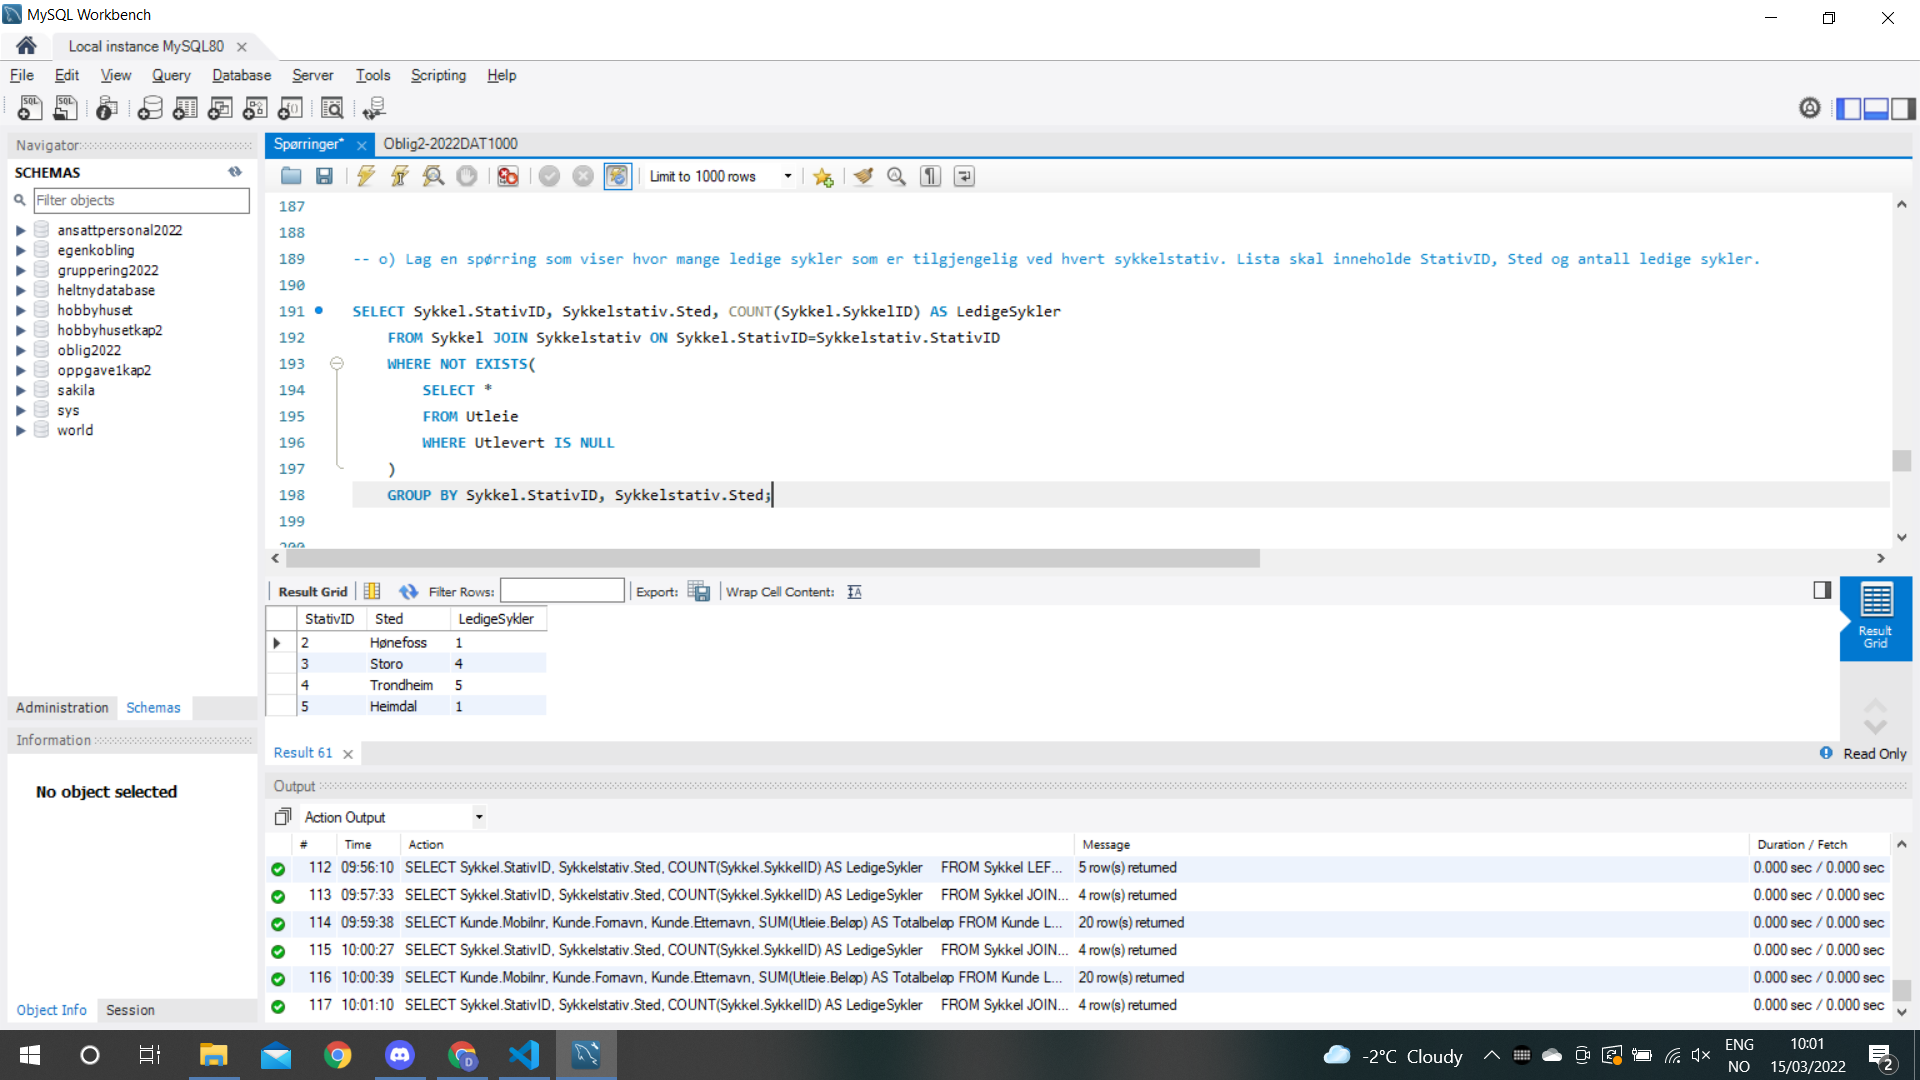 MySQL Workbench
Local instance MySQL80
File Edit View Query Database Server Tools Scripting Help
Navigator
SCHEMAS
Filter objects
ansattpersonal2022
egenkobling
gruppering2022
heltnydatabase
hobbyhuset
hobbyhusetkap2
oblig2022
oppgave1kap2
sakila
sys
world
Administration Schemas
Information
No object selected
Object Info Session
Spørringer* Oblig2-2022DAT1000
Limit to 1000 rows
187
188
189 -- o) Lag en spørring som viser hvor mange ledige sykler som er tilgjengelig ved hvert sykkelstativ. Lista skal inneholde StativID, Sted og antall ledige sykler.
190
191 SELECT Sykkel.StativID, Sykkelstativ.Sted, COUNT(Sykkel.SykkelID) AS LedigeSykler
192 FROM Sykkel JOIN Sykkelstativ ON Sykkel.StativID=Sykkelstativ.StativID
193 WHERE NOT EXISTS(
194 SELECT *
195 FROM Utleie
196 WHERE Utlevert IS NULL
197 )
198 GROUP BY Sykkel.StativID, Sykkelstativ.Sted;
199
200
Result Grid Filter Rows: Export: Wrap Cell Content:
StativID Sted LedigeSykler
2 Hønefoss 1
3 Storo 4
4 Trondheim 5
5 Heimdal 1
Result Grid
Result 61
Read Only
Output
Action Output
# Time Action Message Duration / Fetch
112 09:56:10 SELECT Sykkel.StativID, Sykkelstativ.Sted, COUNT(Sykkel.SykkelID) AS LedigeSykler FROM Sykkel LEF... 5 row(s) returned 0.000 sec / 0.000 sec
113 09:57:33 SELECT Sykkel.StativID, Sykkelstativ.Sted, COUNT(Sykkel.SykkelID) AS LedigeSykler FROM Sykkel JOIN... 4 row(s) returned 0.000 sec / 0.000 sec
114 09:59:38 SELECT Kunde.Mobilnr, Kunde.Fornavn, Kunde.Etternavn, SUM(Utleie.Beløp) AS Totalbeløp FROM Kunde L... 20 row(s) returned 0.000 sec / 0.000 sec
115 10:00:27 SELECT Sykkel.StativID, Sykkelstativ.Sted, COUNT(Sykkel.SykkelID) AS LedigeSykler FROM Sykkel JOIN... 4 row(s) returned 0.000 sec / 0.000 sec
116 10:00:39 SELECT Kunde.Mobilnr, Kunde.Fornavn, Kunde.Etternavn, SUM(Utleie.Beløp) AS Totalbeløp FROM Kunde L... 20 row(s) returned 0.000 sec / 0.000 sec
117 10:01:10 SELECT Sykkel.StativID, Sykkelstativ.Sted, COUNT(Sykkel.SykkelID) AS LedigeSykler FROM Sykkel JOIN... 4 row(s) returned 0.000 sec / 0.000 sec
-2°C Cloudy
ENG
NO
10:01
15/03/2022
2